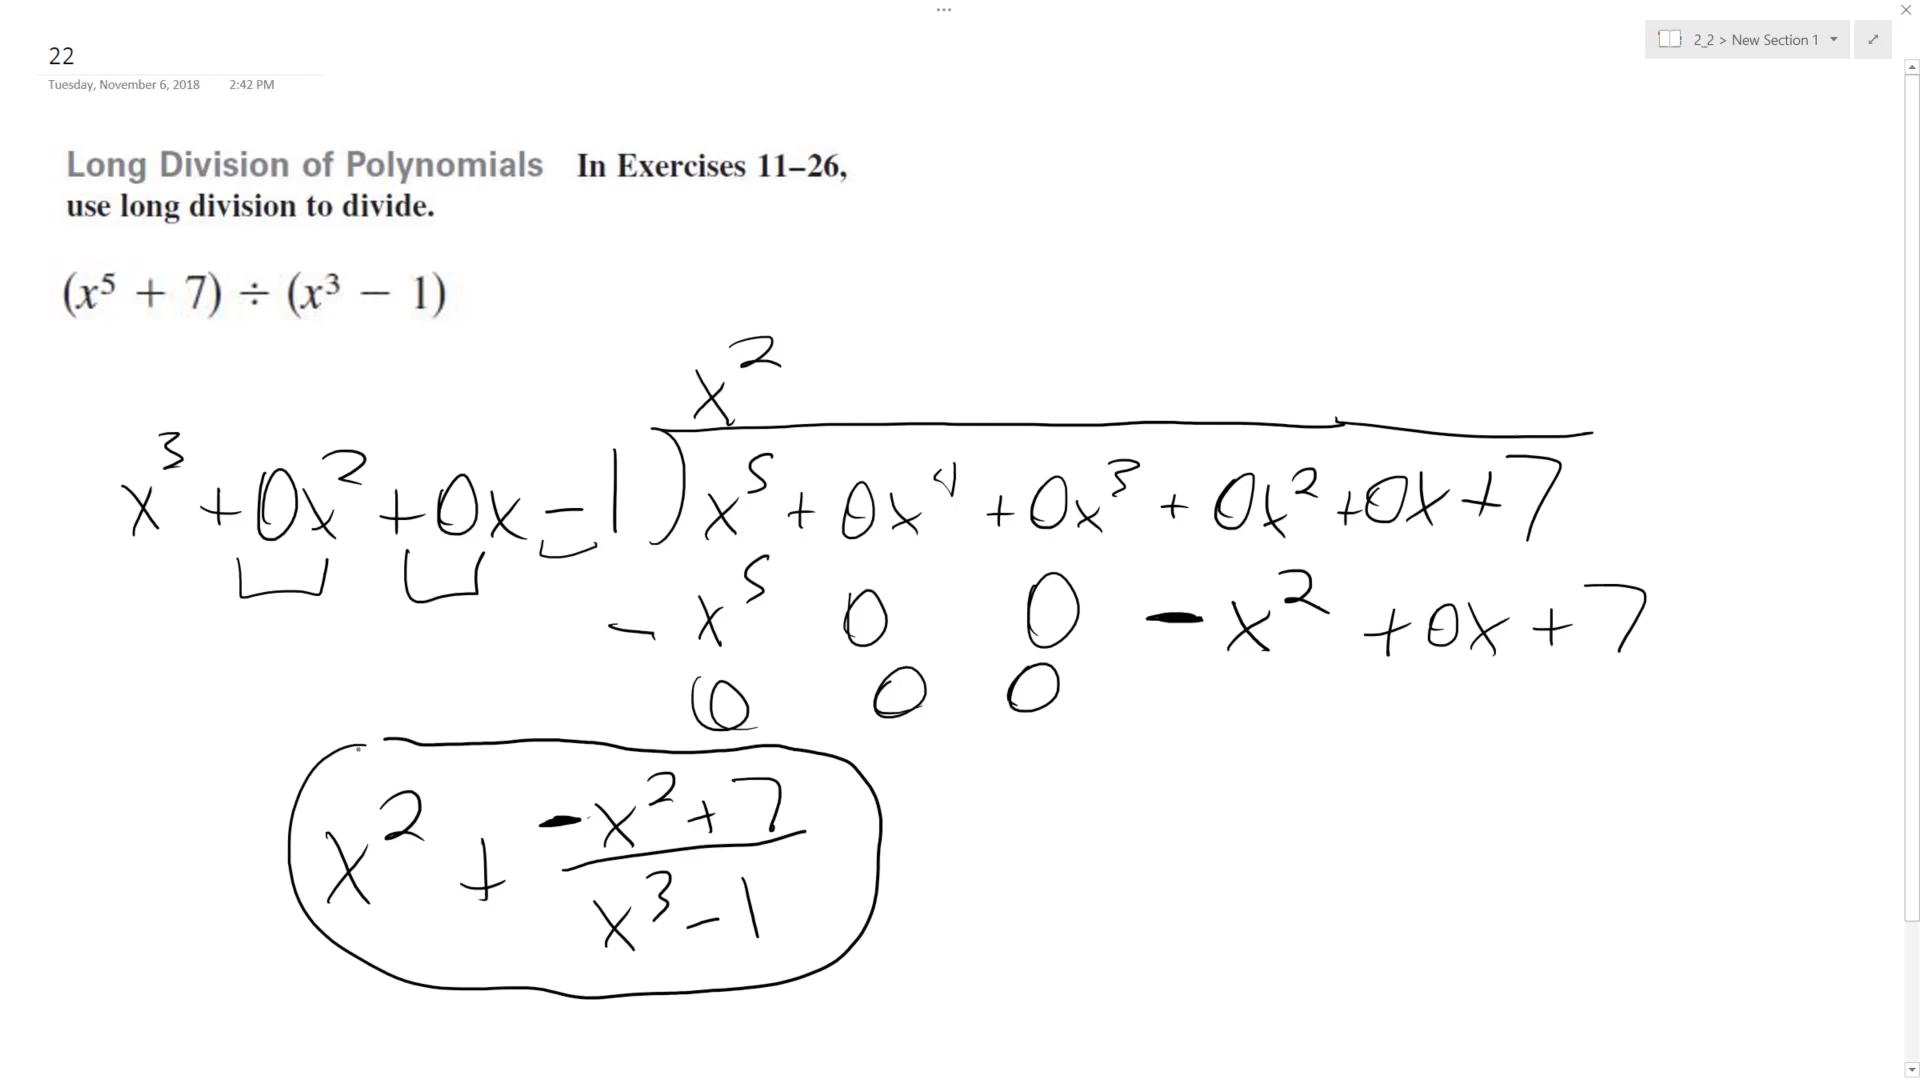 ...
2_2 > New Section 1
22
Tuesday, November 6, 2018 2:42 PM
Long Division of Polynomials In Exercises 11–26,
use long division to divide.
(x⁵ + 7) ÷ (x³ − 1)
x²
x³ + 0x² + 0x − 1 ) x⁵ + 0x⁴ + 0x³ + 0x² + 0x + 7
− x⁵ 0 0 − x² + 0x + 7
0 0 0
x² + (−x² + 7)/(x³ − 1)